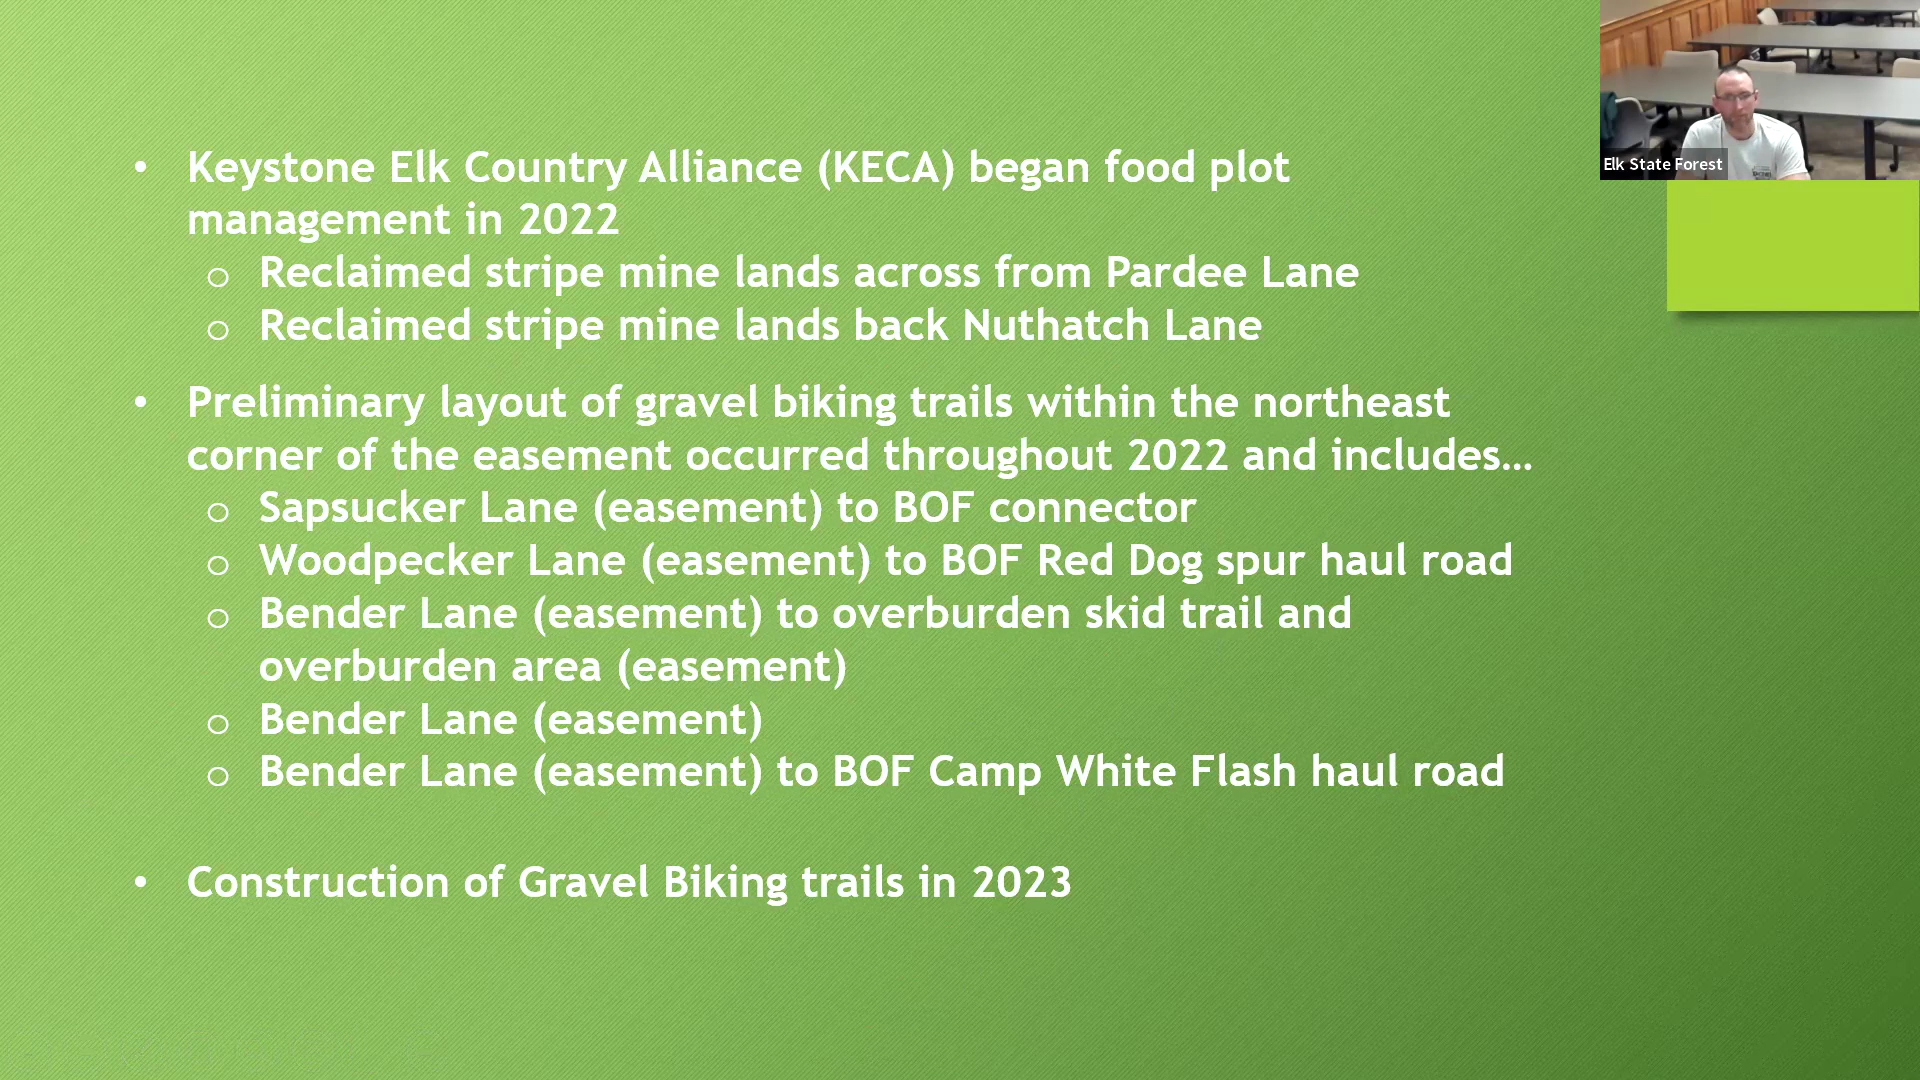 • Keystone Elk Country Alliance (KECA) began food plot
management in 2022
o Reclaimed stripe mine lands across from Pardee Lane
o Reclaimed stripe mine lands back Nuthatch Lane
• Preliminary layout of gravel biking trails within the northeast
corner of the easement occurred throughout 2022 and includes…
o Sapsucker Lane (easement) to BOF connector
o Woodpecker Lane (easement) to BOF Red Dog spur haul road
o Bender Lane (easement) to overburden skid trail and
overburden area (easement)
o Bender Lane (easement)
o Bender Lane (easement) to BOF Camp White Flash haul road
• Construction of Gravel Biking trails in 2023
Elk State Forest